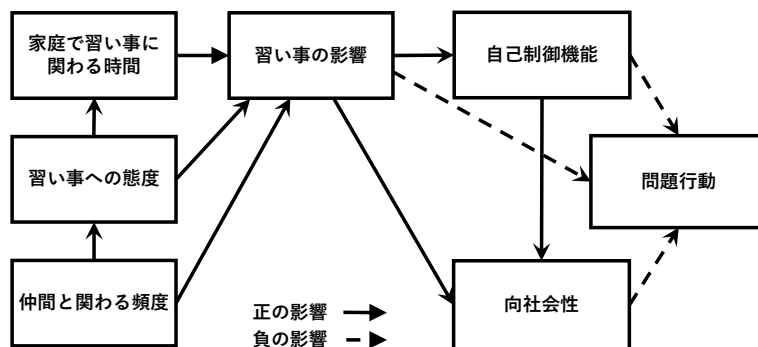 家庭で習い事に
関わる時間
習い事の影響
自己制御機能
習い事への態度
問題行動
仲間と関わる頻度
向社会性
正の影響
負の影響